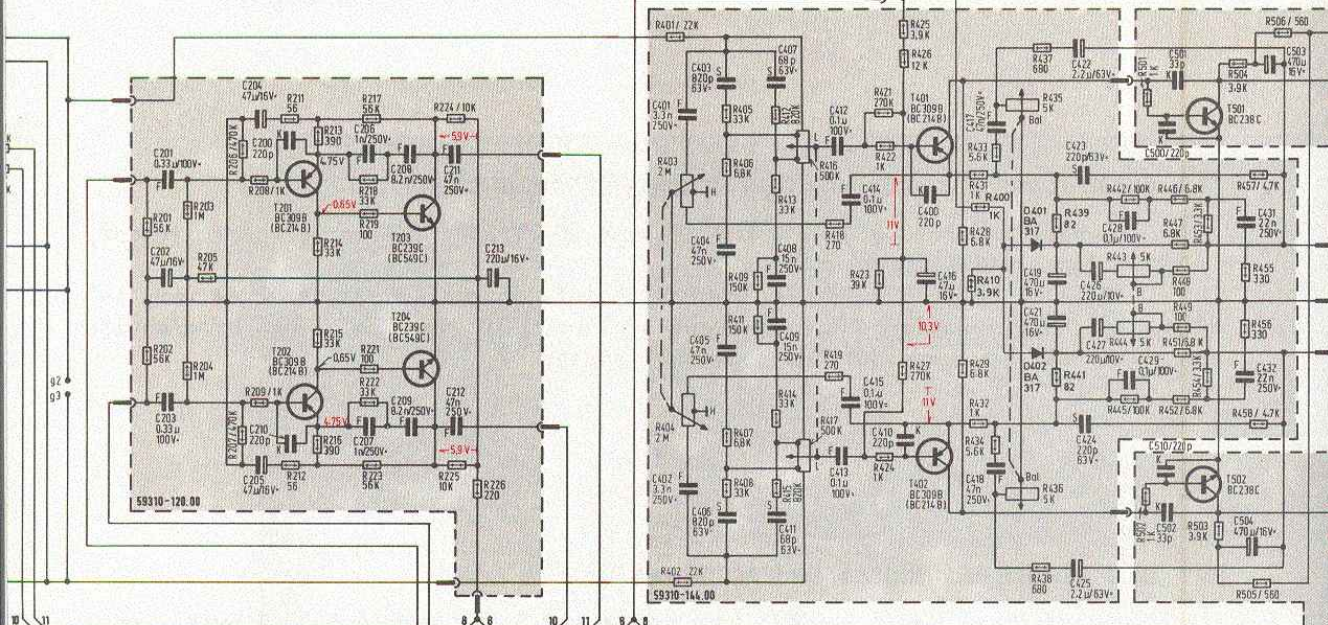 C204
47µ/16V-
R211
56
R217
56K
R224/10K
R206/470K
C200
220p
R213
390
C206
1n/250V-
5,9V
4.75V
C208
8.2n/250V-
C211
47n
250V-
C201
0.33µ/100V-
R208/1K
R218
33K
R203
1M
T201
BC309B
(BC214B)
0.65V
R219
100
T203
BC239C
(BC549C)
R201
56K
R214
33K
C202
47µ/16V-
R205
47K
C213
220µ/16V-
T204
BC239C
(BC549C)
R215
33K
R202
56K
T202
BC309B
(BC214B)
0,65V
R221
100
R204
1M
R222
33K
R209/1K
C209
8.2n/250V-
C212
47n
250V-
C203
0.33µ
100V-
R207/470K
C210
220p
4.75V
R216
390
C207
1n/250V-
5,9V
C205
47µ/16V-
R212
56
R223
56K
R225
10K
R226
220
59310-120.00
g2
g3
10
11
8
8
10
11
9
8
R401/ 22K
C403
820p
63V-
C407
68p
63V-
C401
3.3n
250V-
R405
33K
R412
820K
C412
0.1µ
100V-
R403
2M
R406
6,8K
R416
500K
H
R413
33K
C414
0.1µ
100V-
R418
270
C404
47n
250V-
C408
15n
250V-
R409
150K
R411
150K
C405
47n
250V-
C409
15n
250V-
R419
270
C415
0.1µ
100V-
R404
2M
H
R414
33K
R407
6,8K
R417
500K
C402
3.3n
250V-
R408
33K
R415
820K
C413
0.1µ
100V-
C406
820p
63V-
C411
68p
63V-
R402 22K
59310-144.00
R425
3.9K
R426
12K
R421
270K
T401
BC309B
(BC214B)
R422
1K
C400
220p
11V
R423
39K
C416
47µ
16V-
10,3V
R427
270K
11V
C410
220p
R424
1K
T402
BC309B
(BC214B)
R437
680
C422
2.2µ/63V-
R435
5K
Bal
C417
47n/250V-
R433
5.6K
R431
1K
R400
1K
R428
6.8K
R410
3.9K
R429
6.8K
R432
1K
R434
5.6K
C418
47n
250V-
Bal
R436
5K
R438
680
C425
2.2µ/63V-
C423
220p/63V-
D401
BA
317
R439
82
R442/100K
R446/6.8K
R457/4.7K
C428
0,1µ/100V-
R447
6.8K
R453/33K
C431
22n
250V-
R443
5K
C419
470µ
16V-
C426
220µ/10V-
B
R448
100
R455
330
C421
470µ
16V-
B
R449
100
R456
330
C427
220µ/10V-
R444
5K
R451/6.8K
D402
BA
317
R441
82
C429
0,1µ/100V-
R454/33K
C432
22n
250V-
R445/100K
R452/6.8K
R458/4.7K
C424
220p
63V-
R506/ 560
C501
33p
R501
1K
R504
3,9K
C503
470µ
16V-
T501
BC238C
C500/220p
C510/220p
T502
BC238C
R502
1K
C502
33p
R503
3.9K
C504
470µ/16V-
R505/ 560